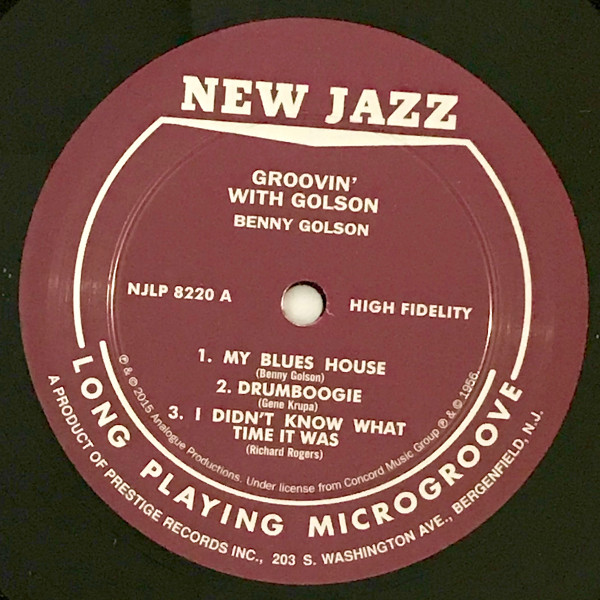 NEW JAZZ
GROOVIN'
WITH GOLSON
BENNY GOLSON
NJLP 8220 A
HIGH FIDELITY
1. MY BLUES HOUSE
(Benny Golson)
2. DRUMBOOGIE
(Gene Krupa)
3. I DIDN'T KNOW WHAT
TIME IT WAS
(Richard Rogers)
℗ & © 2015 Analogue Productions. Under license from Concord Music Group ℗ & © 1956.
LONG PLAYING MICROGROOVE
A PRODUCT OF PRESTIGE RECORDS INC., 203 S. WASHINGTON AVE., BERGENFIELD, N.J.